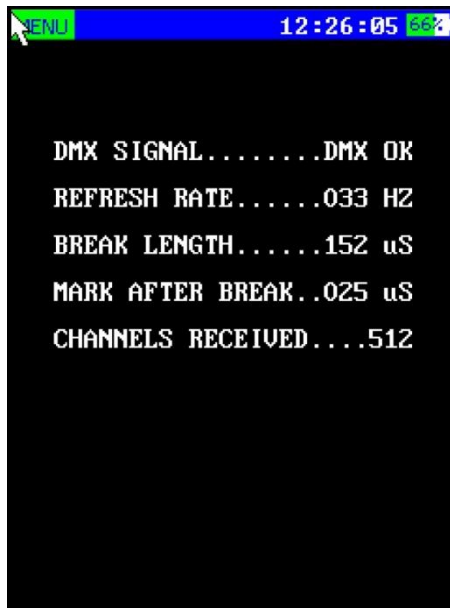 MENU 12:26:05 66%
DMX SIGNAL........DMX OK
REFRESH RATE......033 HZ
BREAK LENGTH......152 uS
MARK AFTER BREAK..025 uS
CHANNELS RECEIVED....512